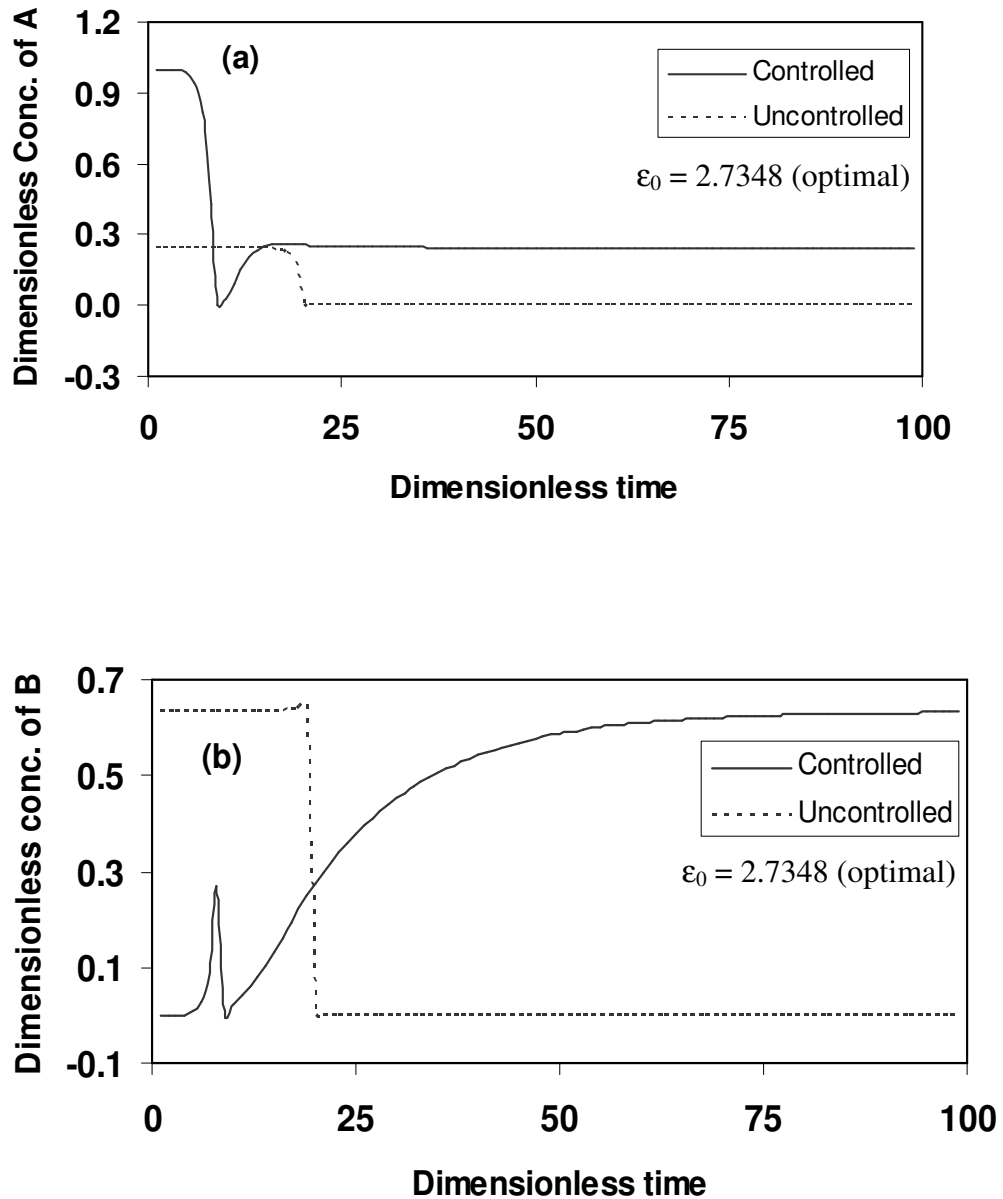 Dimensionless Conc. of A
1.2
0.9
0.6
0.3
0.0
-0.3
(a)
Controlled
Uncontrolled
ε0 = 2.7348 (optimal)
0 25 50 75 100
Dimensionless time
Dimensionless conc. of B
0.7
0.5
0.3
0.1
-0.1
(b)
Controlled
Uncontrolled
ε0 = 2.7348 (optimal)
0 25 50 75 100
Dimensionless time